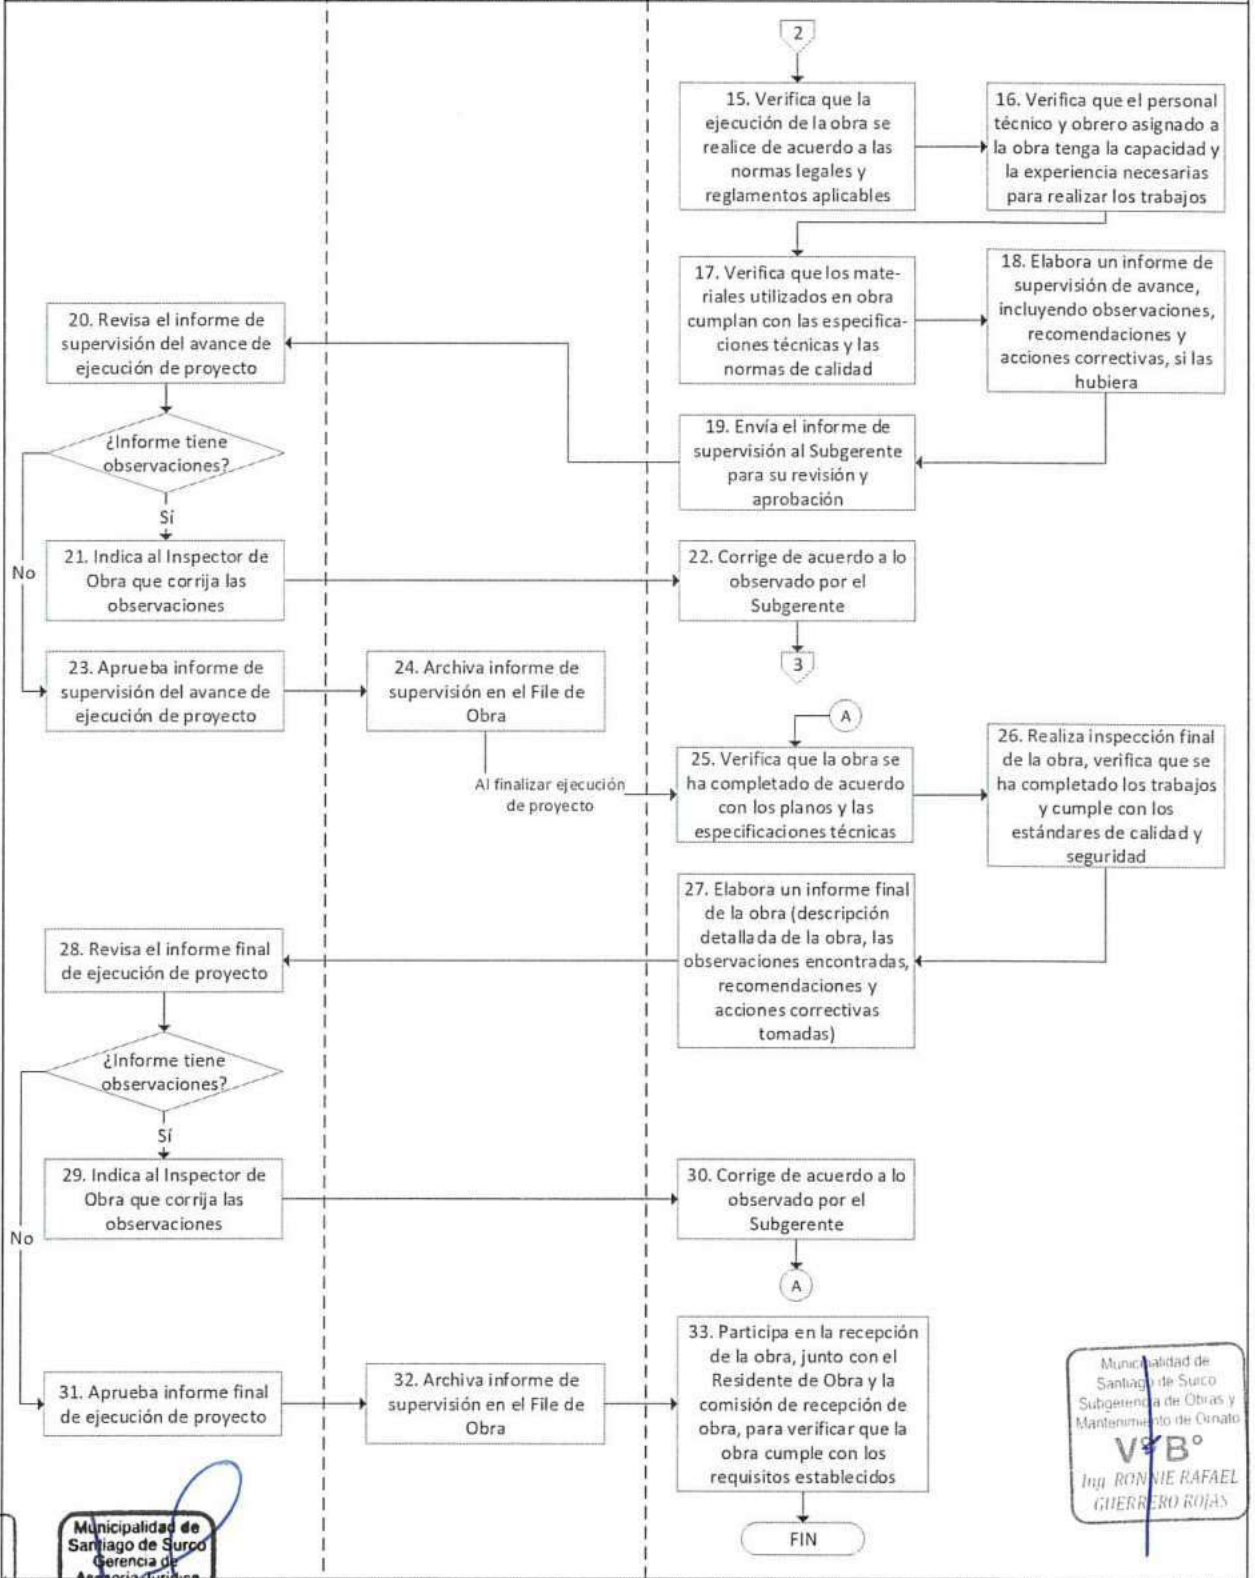 2
15. Verifica que la
ejecución de la obra se
realice de acuerdo a las
normas legales y
reglamentos aplicables
16. Verifica que el personal
técnico y obrero asignado a
la obra tenga la capacidad y
la experiencia necesarias
para realizar los trabajos
17. Verifica que los mate-
riales utilizados en obra
cumplan con las especifica-
ciones técnicas y las
normas de calidad
18. Elabora un informe de
supervisión de avance,
incluyendo observaciones,
recomendaciones y
acciones correctivas, si las
hubiera
19. Envía el informe de
supervisión al Subgerente
para su revisión y
aprobación
20. Revisa el informe de
supervisión del avance de
ejecución de proyecto
¿Informe tiene
observaciones?
Sí
No
21. Indica al Inspector de
Obra que corrija las
observaciones
22. Corrige de acuerdo a lo
observado por el
Subgerente
3
23. Aprueba informe de
supervisión del avance de
ejecución de proyecto
24. Archiva informe de
supervisión en el File de
Obra
Al finalizar ejecución
de proyecto
A
25. Verifica que la obra se
ha completado de acuerdo
con los planos y las
especificaciones técnicas
26. Realiza inspección final
de la obra, verifica que se
ha completado los trabajos
y cumple con los
estándares de calidad y
seguridad
27. Elabora un informe final
de la obra (descripción
detallada de la obra, las
observaciones encontradas,
recomendaciones y
acciones correctivas
tomadas)
28. Revisa el informe final
de ejecución de proyecto
¿Informe tiene
observaciones?
Sí
No
29. Indica al Inspector de
Obra que corrija las
observaciones
30. Corrige de acuerdo a lo
observado por el
Subgerente
A
31. Aprueba informe final
de ejecución de proyecto
32. Archiva informe de
supervisión en el File de
Obra
33. Participa en la recepción
de la obra, junto con el
Residente de Obra y la
comisión de recepción de
obra, para verificar que la
obra cumple con los
requisitos establecidos
FIN
Municipalidad de
Santiago de Surco
Subgerencia de Obras y
Mantenimiento de Ornato
V° B°
Ing. RONNIE RAFAEL
GUERRERO ROJAS
Municipalidad de
Santiago de Surco
Gerencia de
Asesoría Jurídica